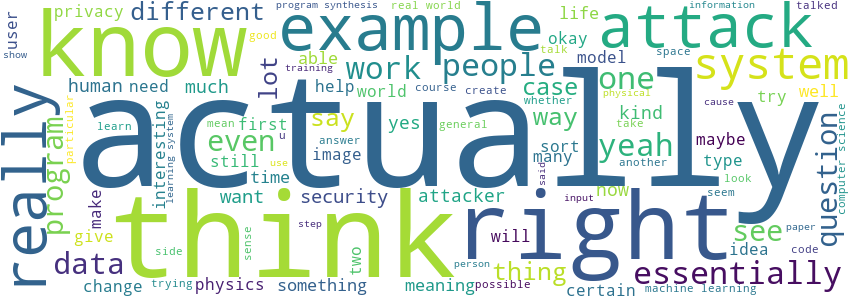 program synthesis
real world
information
talked
privacy
different
life
user
show
know
good
example
attack
okay
talk
space
able
training
work
people
model
system
lot
human
need
much
help
course
create
case
one
physical
try
well
world
whether
cause
really
particular
program
actually
learn
interesting
learning system
mean
first
u
say
yes
way
kind
take
maybe
question
computer science
even
answer
general
yeah
still
image
many
sort
another
type
look
time
use
want
security
attacker
now
said
seem
make
think
right
see
give
step
will
input
idea
paper
data
side
sense
two
person
thing
essentially
code
change
trying
physics
something
meaning
possible
certain
machine learning